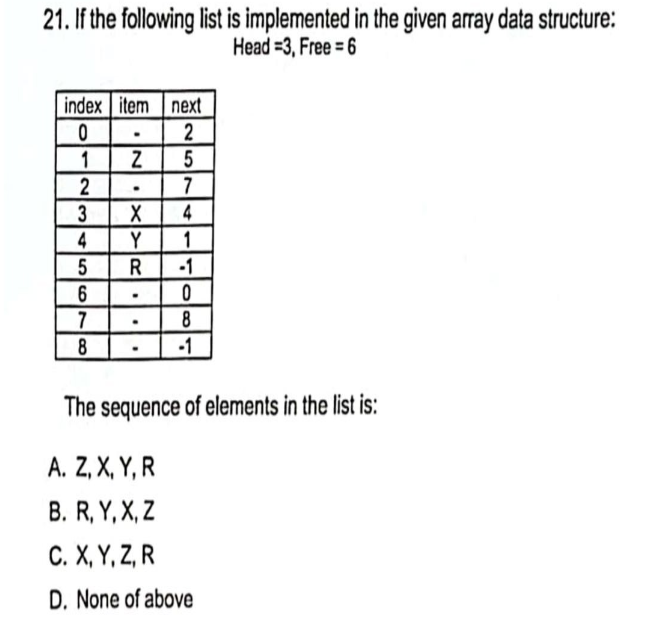 21. If the following list is implemented in the given array data structure:
Head =3, Free = 6
index item next
0 - 2
1 Z 5
2 - 7
3 X 4
4 Y 1
5 R -1
6 - 0
7 - 8
8 - -1
The sequence of elements in the list is:
A. Z, X, Y, R
B. R, Y, X, Z
C. X, Y, Z, R
D. None of above